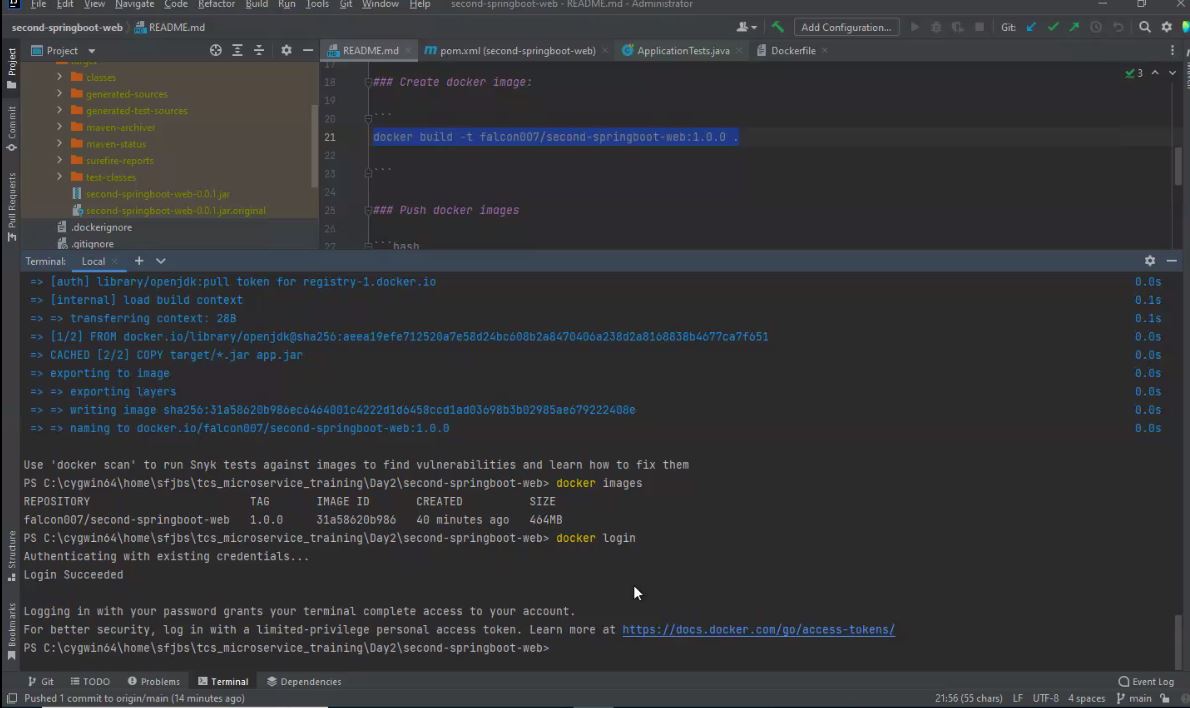 File Edit View Navigate Code Refactor Build Run Tools Git Window Help second-springboot-web - README.md - Administrator
second-springboot-web README.md Add Configuration... Git:
Project README.md pom.xml (second-springboot-web) ApplicationTests.java Dockerfile
Project
Commit
Pull Requests
target
classes
generated-sources
generated-test-sources
maven-archiver
maven-status
surefire-reports
test-classes
second-springboot-web-0.0.1.jar
second-springboot-web-0.0.1.jar.original
.dockerignore
.gitignore
17
18 ### Create docker image:
3
19
20 ```
21 docker build -t falcon007/second-springboot-web:1.0.0 .
22
23 ```
24
25 ### Push docker images
26
27 ```bash
Terminal: Local
=> [auth] library/openjdk:pull token for registry-1.docker.io 0.0s
=> [internal] load build context 0.1s
=> => transferring context: 28B 0.1s
=> [1/2] FROM docker.io/library/openjdk@sha256:aeea19efe712520a7e58d24bc608b2a8470406a238d2a8168838b4677ca7f651 0.0s
=> CACHED [2/2] COPY target/*.jar app.jar 0.0s
=> exporting to image 0.0s
=> => exporting layers 0.0s
=> => writing image sha256:31a58620b986ec6464001c4222d1d6458ccd1ad03698b3b02985ae679222408e 0.0s
=> => naming to docker.io/falcon007/second-springboot-web:1.0.0 0.0s
Use 'docker scan' to run Snyk tests against images to find vulnerabilities and learn how to fix them
PS C:\cygwin64\home\sfjbs\tcs_microservice_training\Day2\second-springboot-web> docker images
REPOSITORY TAG IMAGE ID CREATED SIZE
falcon007/second-springboot-web 1.0.0 31a58620b986 40 minutes ago 464MB
PS C:\cygwin64\home\sfjbs\tcs_microservice_training\Day2\second-springboot-web> docker login
Authenticating with existing credentials...
Login Succeeded
Logging in with your password grants your terminal complete access to your account.
For better security, log in with a limited-privilege personal access token. Learn more at https://docs.docker.com/go/access-tokens/
PS C:\cygwin64\home\sfjbs\tcs_microservice_training\Day2\second-springboot-web>
Structure
Bookmarks
Git TODO Problems Terminal Dependencies Event Log
Pushed 1 commit to origin/main (14 minutes ago) 21:56 (55 chars) LF UTF-8 4 spaces main